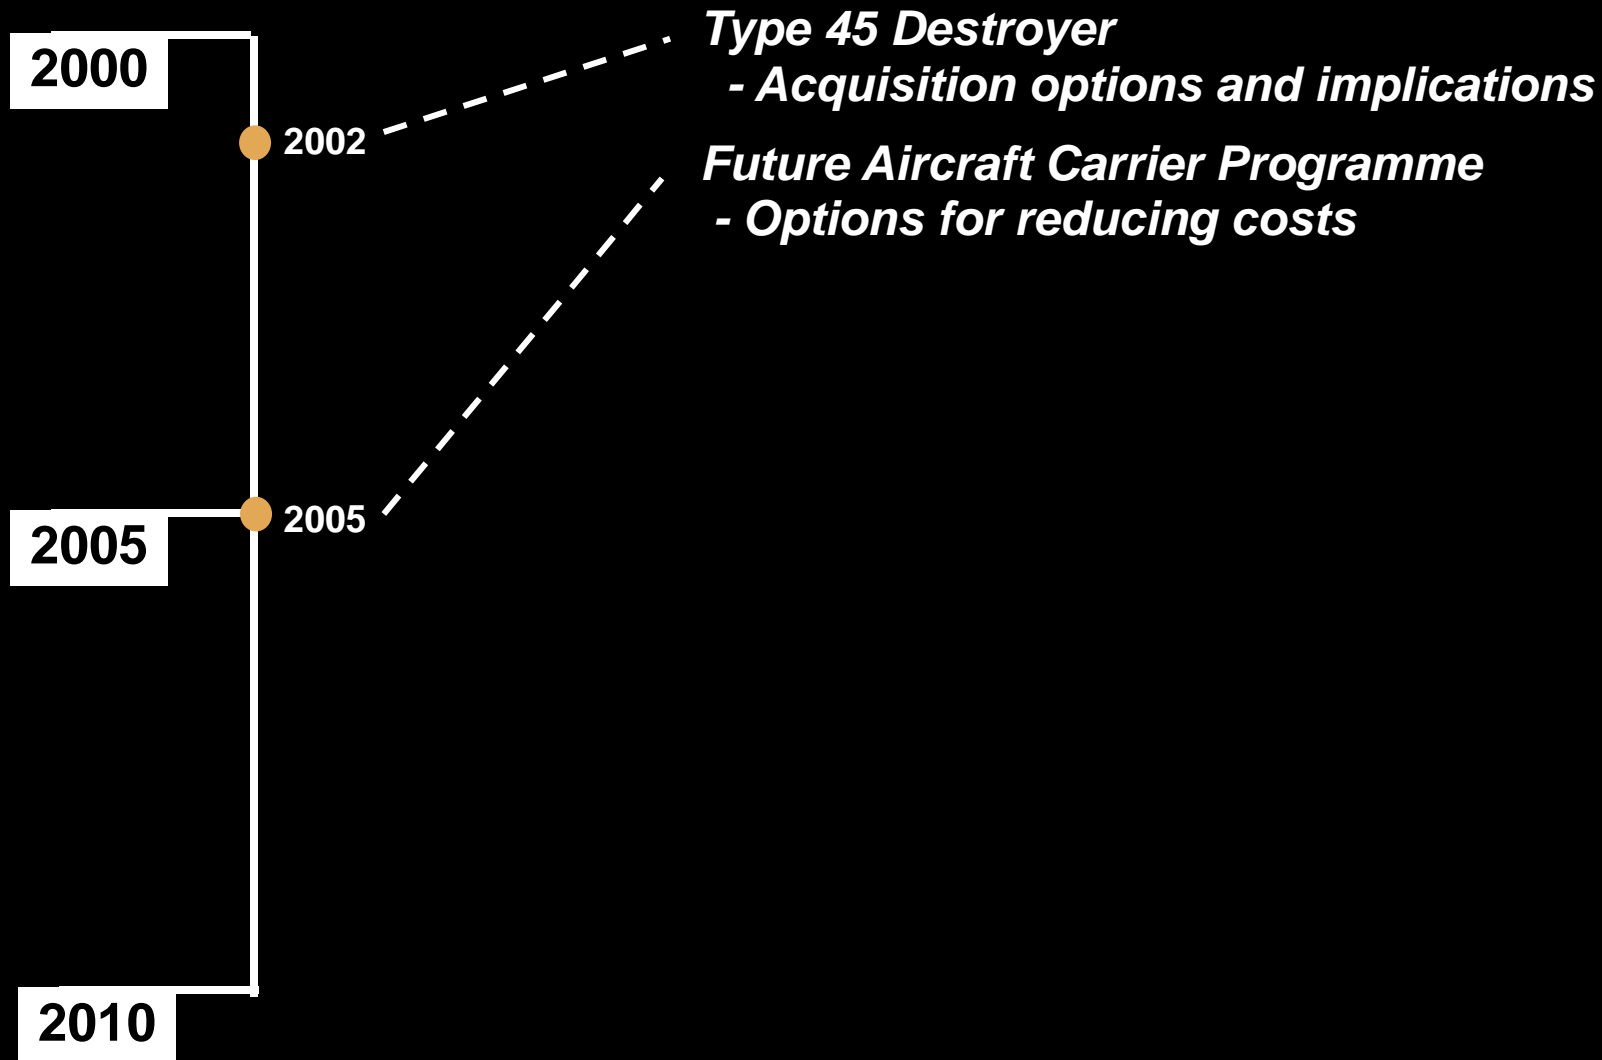 2000
2002
Type 45 Destroyer
- Acquisition options and implications
Future Aircraft Carrier Programme
- Options for reducing costs
2005
2005
2010